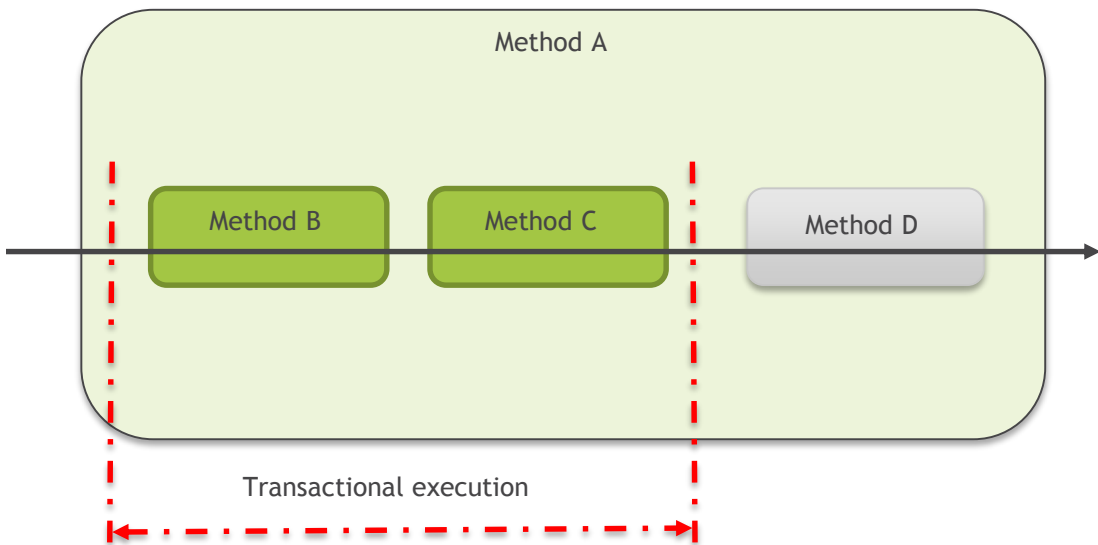 Method A
Method B
Method C
Method D
Transactional execution